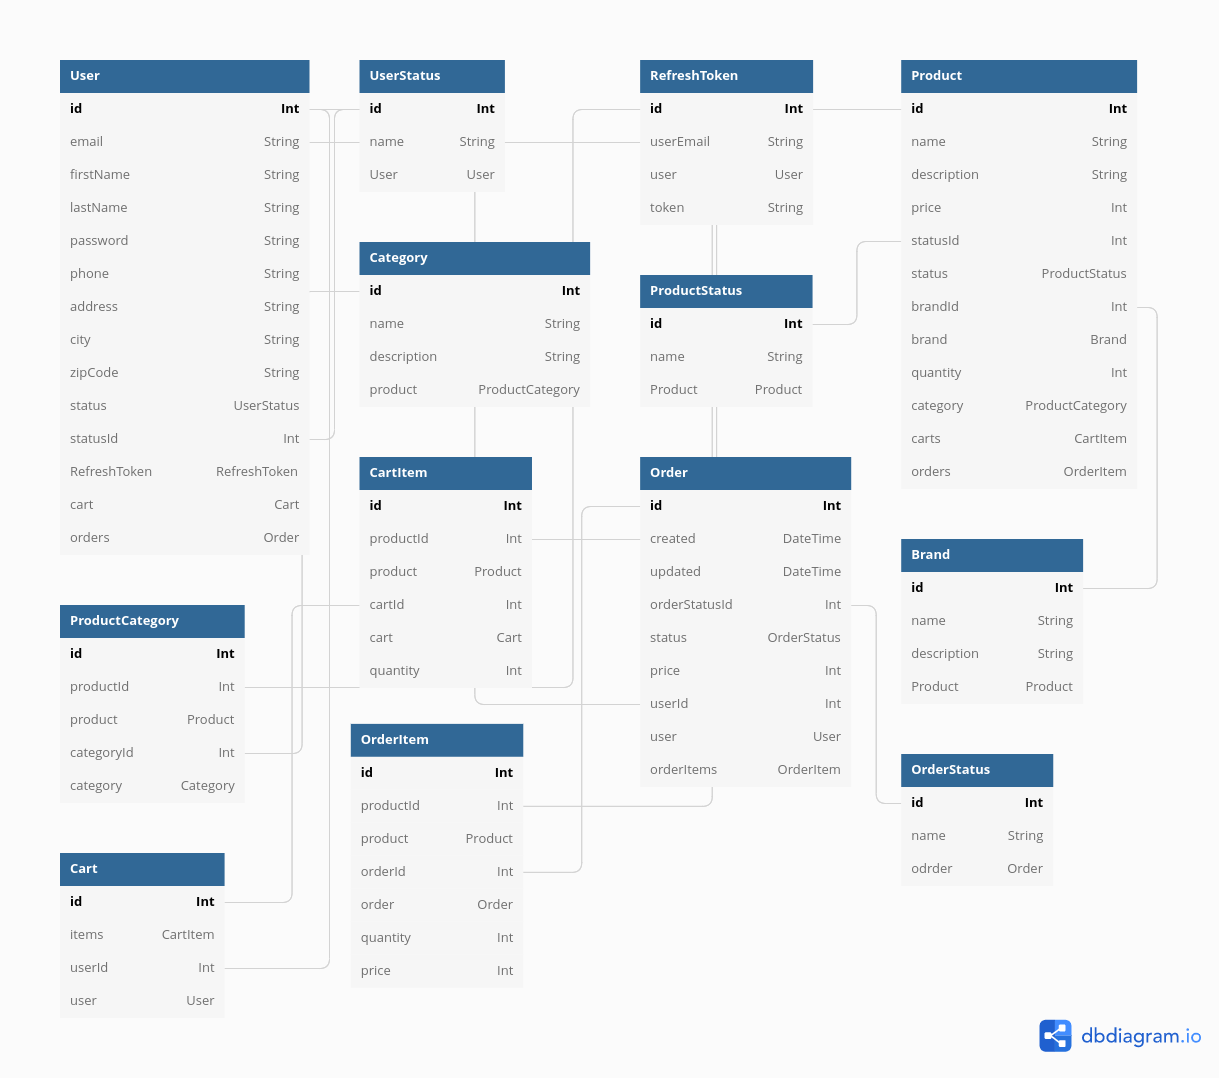 User
id Int
email String
firstName String
lastName String
password String
phone String
address String
city String
zipCode String
status UserStatus
statusId Int
RefreshToken RefreshToken
cart Cart
orders Order
UserStatus
id Int
name String
User User
RefreshToken
id Int
userEmail String
user User
token String
Product
id Int
name String
description String
price Int
statusId Int
status ProductStatus
brandId Int
brand Brand
quantity Int
category ProductCategory
carts CartItem
orders OrderItem
Category
id Int
name String
description String
product ProductCategory
ProductStatus
id Int
name String
Product Product
CartItem
id Int
productId Int
product Product
cartId Int
cart Cart
quantity Int
Order
id Int
created DateTime
updated DateTime
orderStatusId Int
status OrderStatus
price Int
userId Int
user User
orderItems OrderItem
Brand
id Int
name String
description String
Product Product
ProductCategory
id Int
productId Int
product Product
categoryId Int
category Category
OrderItem
id Int
productId Int
product Product
orderId Int
order Order
quantity Int
price Int
OrderStatus
id Int
name String
odrder Order
Cart
id Int
items CartItem
userId Int
user User
dbdiagram.io